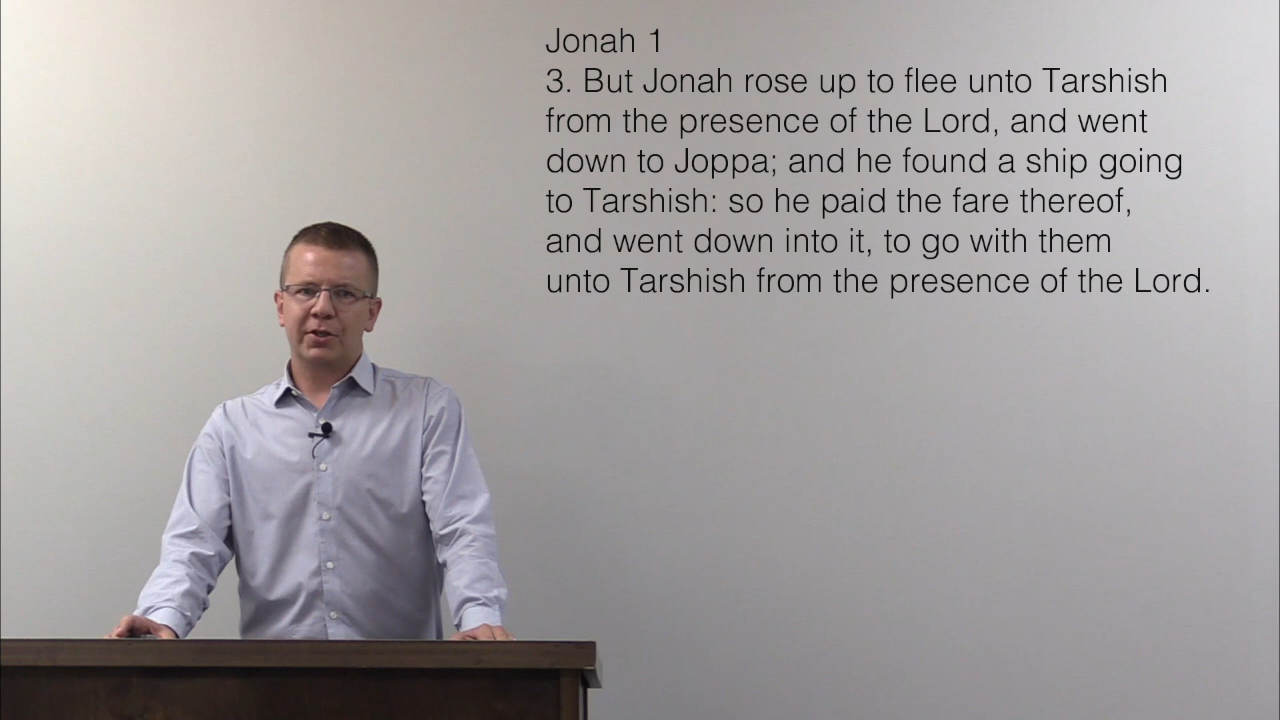 Jonah 1
3. But Jonah rose up to flee unto Tarshish
from the presence of the Lord, and went
down to Joppa; and he found a ship going
to Tarshish: so he paid the fare thereof,
and went down into it, to go with them
unto Tarshish from the presence of the Lord.